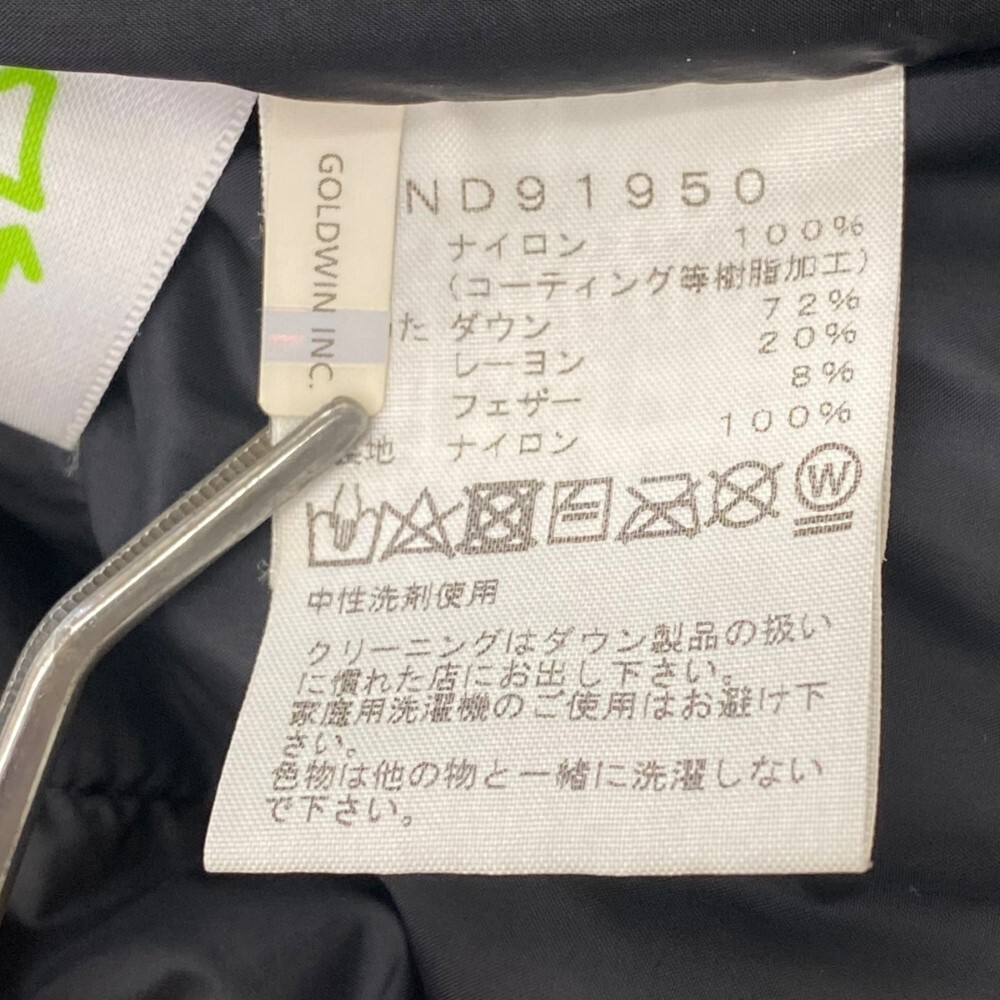 GOLDWIN INC.
ND91950
ナイロン 100%
(コーティング等樹脂加工)
た ダウン 72%
レーヨン 20%
フェザー 8%
地 ナイロン 100%
W
中性洗剤使用
クリーニングはダウン製品の扱い
に慣れた店にお出し下さい。
家庭用洗濯機のご使用はお避け下
さい。
色物は他の物と一緒に洗濯しない
で下さい。